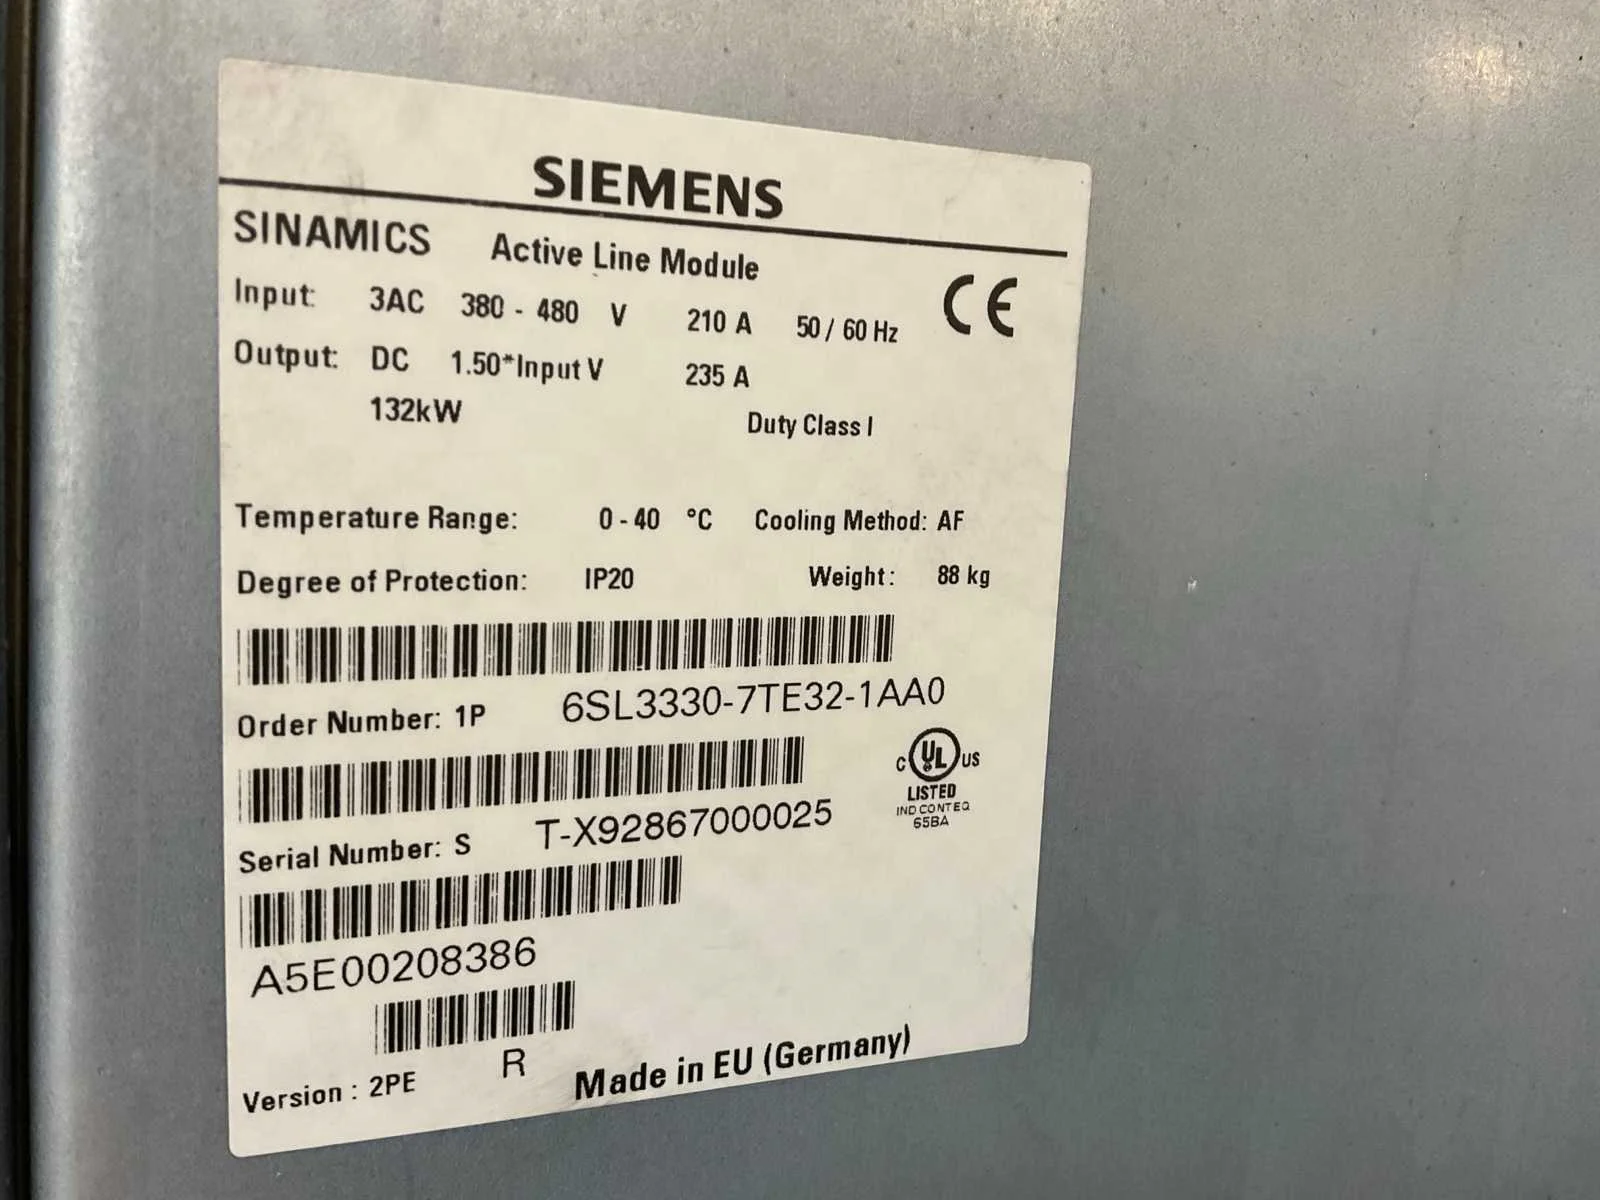 SIEMENS
SINAMICS Active Line Module
CE
Input: 3AC 380 - 480 V 210 A 50 / 60 Hz
Output: DC 1.50*Input V 235 A
132kW Duty Class I
Temperature Range: 0 - 40 °C Cooling Method: AF
Degree of Protection: IP20 Weight: 88 kg
Order Number: 1P 6SL3330-7TE32-1AA0
C UL US
LISTED
IND CONT EQ
65BA
Serial Number: S T-X92867000025
A5E00208386
Version : 2PE R Made in EU (Germany)